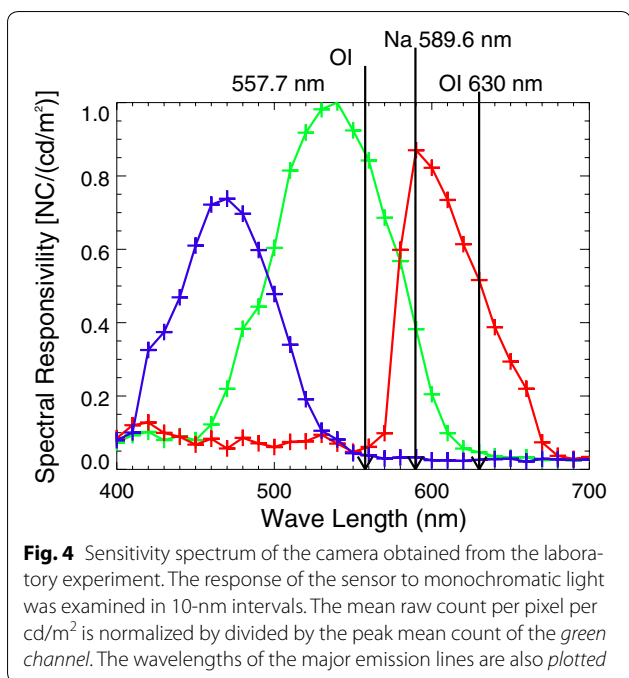 Na 589.6 nm
OI
557.7 nm
OI 630 nm
Spectral Responsivility [NC/(cd/m²)]
1.0
0.8
0.6
0.4
0.2
0.0
400 500 600 700
Wave Length (nm)
Fig. 4 Sensitivity spectrum of the camera obtained from the labora-
tory experiment. The response of the sensor to monochromatic light
was examined in 10-nm intervals. The mean raw count per pixel per
cd/m² is normalized by divided by the peak mean count of the green
channel. The wavelengths of the major emission lines are also plotted